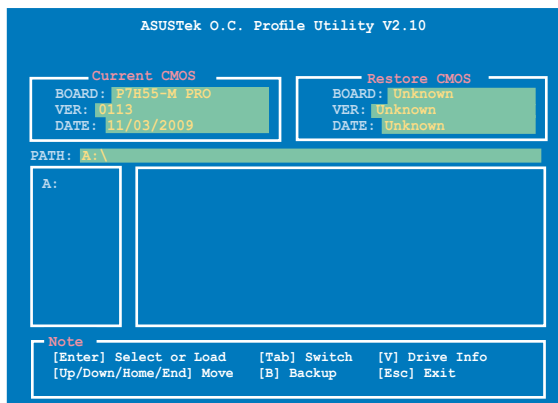 ASUSTek O.C. Profile Utility V2.10
Current CMOS
BOARD: P7H55-M PRO
VER: 0113
DATE: 11/03/2009
Restore CMOS
BOARD: Unknown
VER: Unknown
DATE: Unknown
PATH: A:\
A:
Note
[Enter] Select or Load [Tab] Switch [V] Drive Info
[Up/Down/Home/End] Move [B] Backup [Esc] Exit